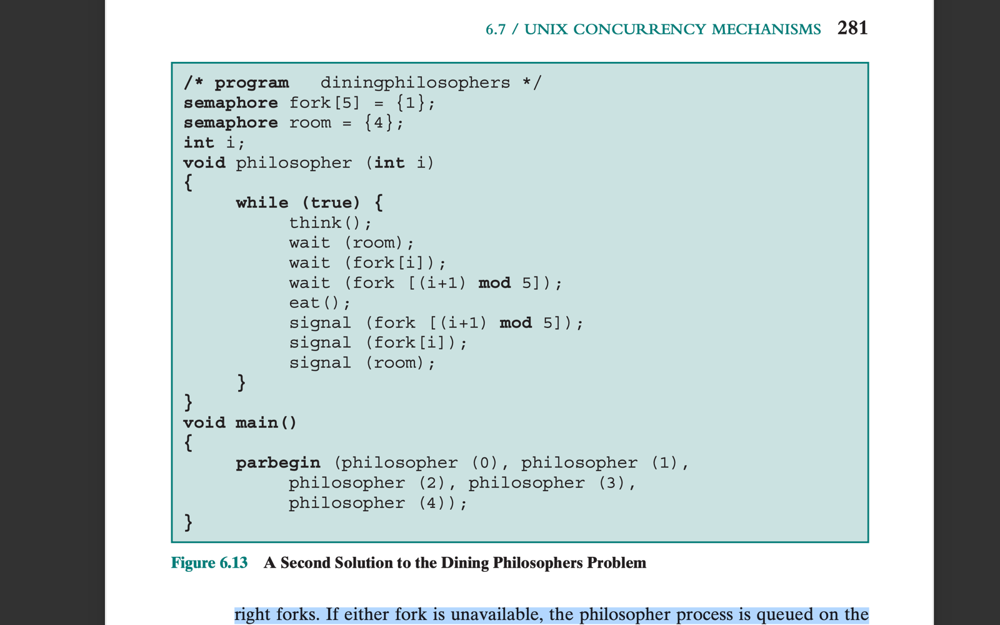 6.7 / UNIX CONCURRENCY MECHANISMS 281
/* program diningphilosophers */
semaphore fork[5] = {1};
semaphore room = {4};
int i;
void philosopher (int i)
{
while (true) {
think();
wait (room);
wait (fork[i]);
wait (fork [(i+1) mod 5]);
eat();
signal (fork [(i+1) mod 5]);
signal (fork[i]);
signal (room);
}
}
void main()
{
parbegin (philosopher (0), philosopher (1),
philosopher (2), philosopher (3),
philosopher (4));
}
Figure 6.13 A Second Solution to the Dining Philosophers Problem
right forks. If either fork is unavailable, the philosopher process is queued on the